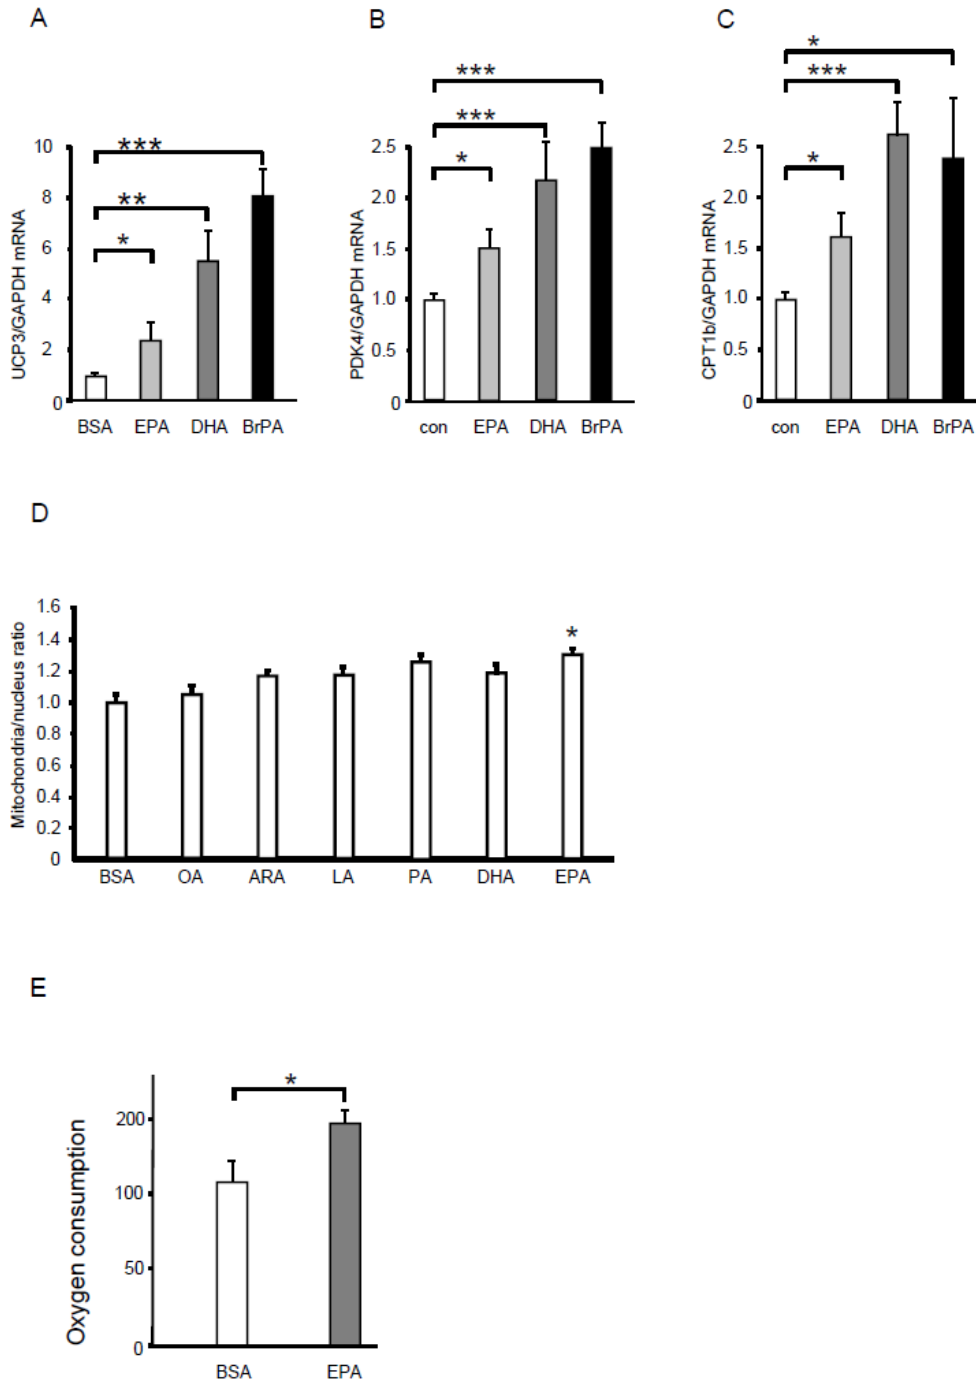 A
B
C
***
**
*
10
8
6
4
2
0
UCP3/GAPDH mRNA
BSA EPA DHA BrPA
***
***
*
2.5
2.0
1.5
1.0
0.5
0
PDK4/GAPDH mRNA
con EPA DHA BrPA
*
***
*
2.5
2.0
1.5
1.0
0.5
0
CPT1b/GAPDH mRNA
con EPA DHA BrPA
D
*
1.6
1.4
1.2
1.0
0.8
0.6
0.4
0.2
0
Mitochondria/nucleus ratio
BSA OA ARA LA PA DHA EPA
E
*
200
100
50
0
Oxygen consumption
BSA EPA